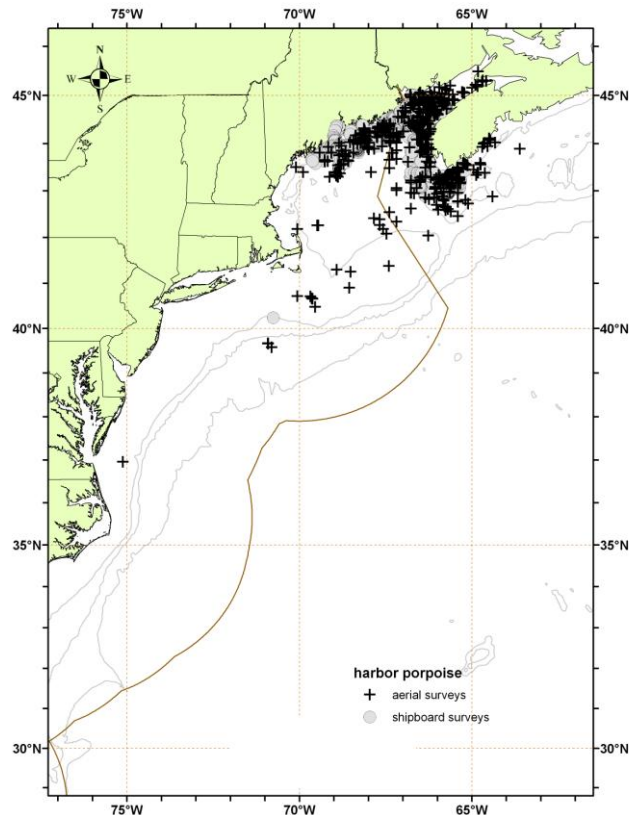 75°W 70°W 65°W
N
W E
S
45°N 45°N
40°N 40°N
35°N 35°N
harbor porpoise
aerial surveys
shipboard surveys
30°N 30°N
75°W 70°W 65°W